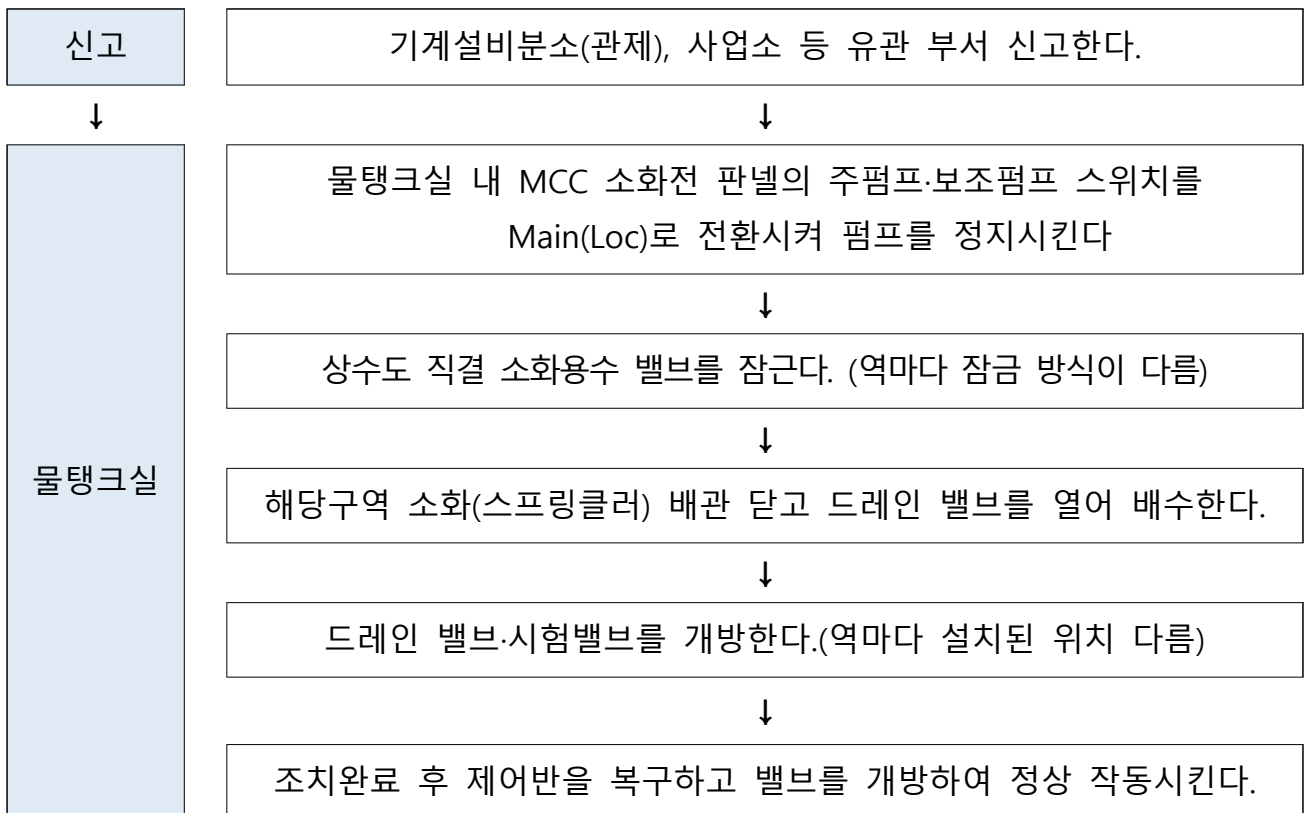 신고
기계설비분소(관제), 사업소 등 유관 부서 신고한다.
↓
↓
물탱크실
물탱크실 내 MCC 소화전 판넬의 주펌프·보조펌프 스위치를
Main(Loc)로 전환시켜 펌프를 정지시킨다
↓
상수도 직결 소화용수 밸브를 잠근다. (역마다 잠금 방식이 다름)
↓
해당구역 소화(스프링클러) 배관 닫고 드레인 밸브를 열어 배수한다.
↓
드레인 밸브·시험밸브를 개방한다.(역마다 설치된 위치 다름)
↓
조치완료 후 제어반을 복구하고 밸브를 개방하여 정상 작동시킨다.